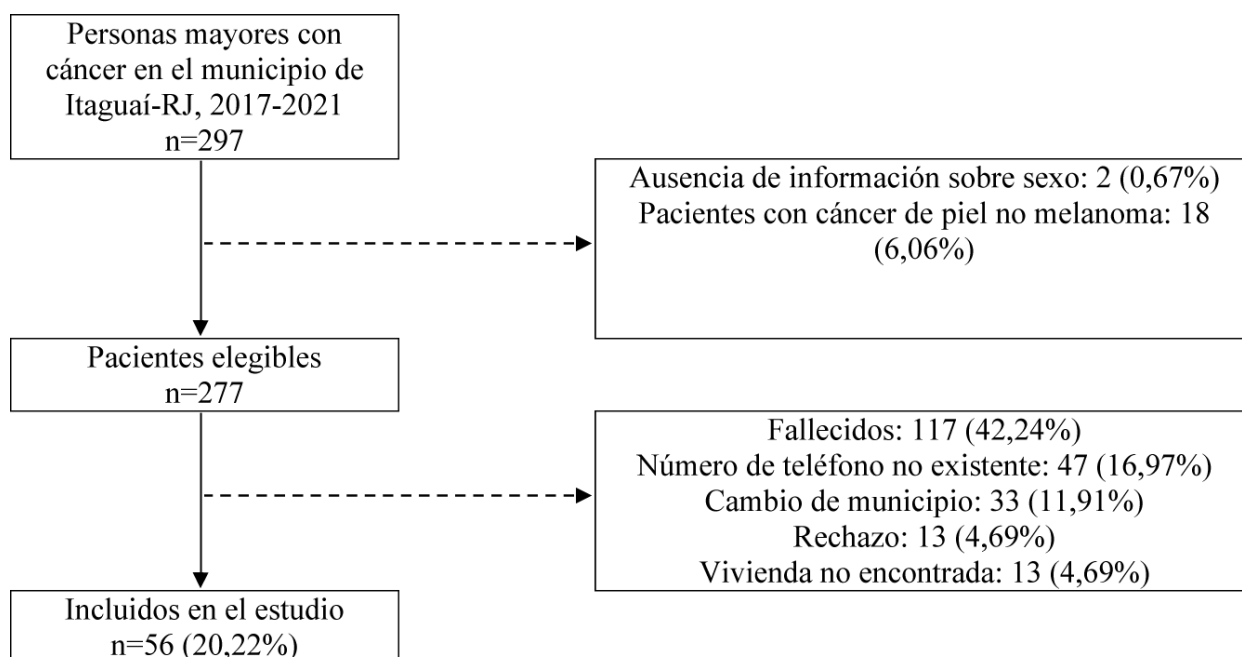 Personas mayores con
cáncer en el municipio de
Itaguaí-RJ, 2017-2021
n=297
Ausencia de información sobre sexo: 2 (0,67%)
Pacientes con cáncer de piel no melanoma: 18
(6,06%)
Pacientes elegibles
n=277
Fallecidos: 117 (42,24%)
Número de teléfono no existente: 47 (16,97%)
Cambio de municipio: 33 (11,91%)
Rechazo: 13 (4,69%)
Vivienda no encontrada: 13 (4,69%)
Incluidos en el estudio
n=56 (20,22%)